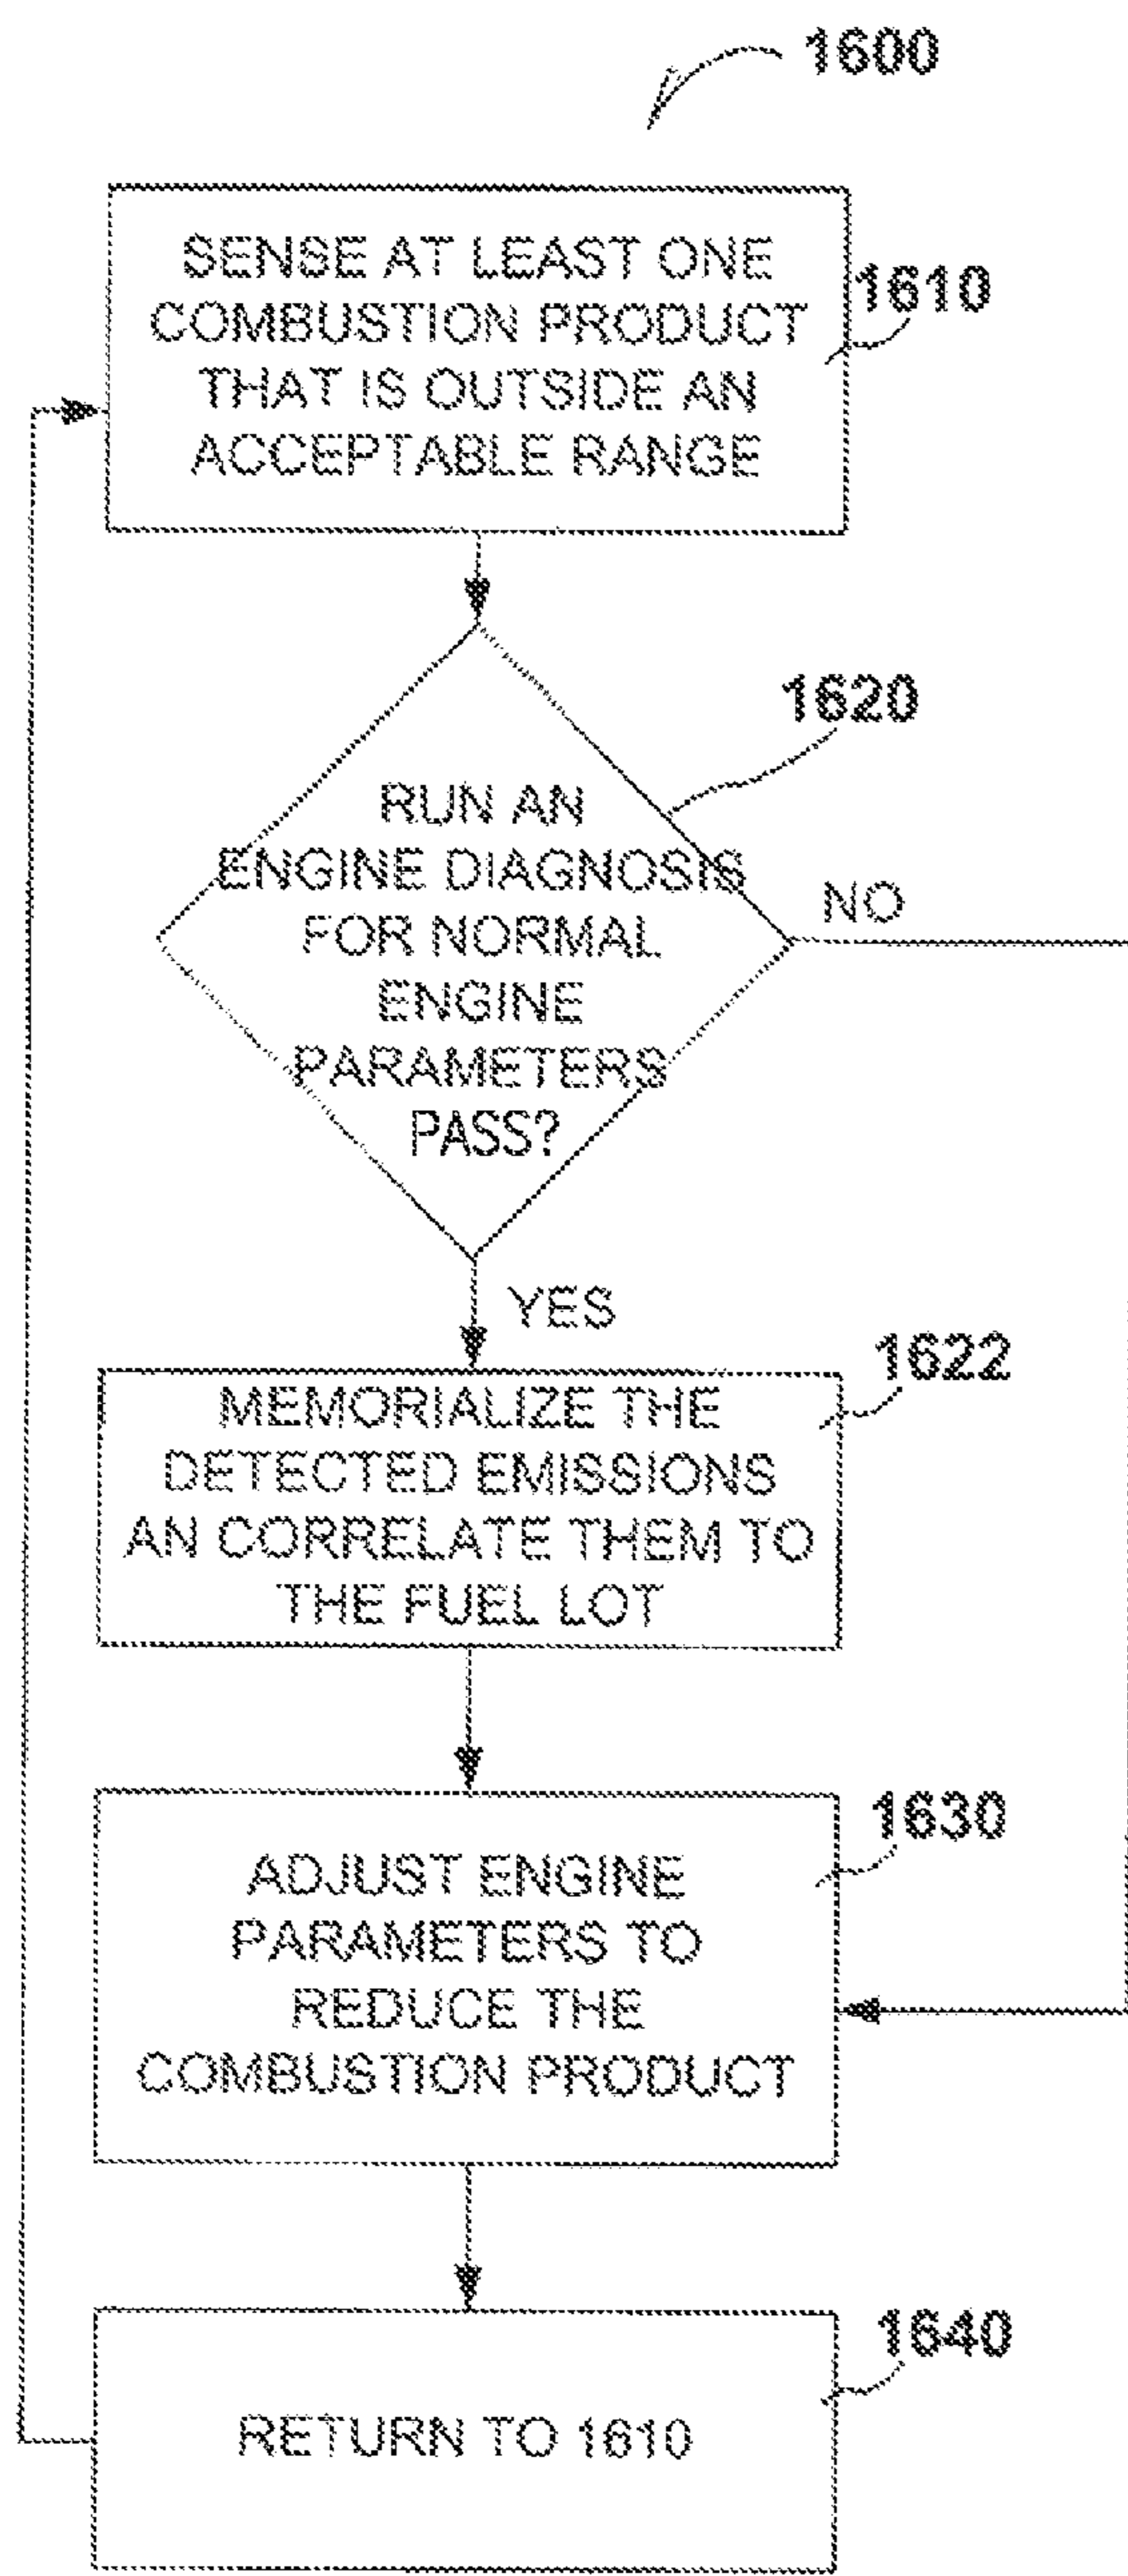 1600
SENSE AT LEAST ONE
COMBUSTION PRODUCT
THAT IS OUTSIDE AN
ACCEPTABLE RANGE
1610
1620
RUN AN
ENGINE DIAGNOSIS
FOR NORMAL
ENGINE
PARAMETERS
PASS?
NO
YES
1622
MEMORIALIZE THE
DETECTED EMISSIONS
AN CORRELATE THEM TO
THE FUEL LOT
1630
ADJUST ENGINE
PARAMETERS TO
REDUCE THE
COMBUSTION PRODUCT
1640
RETURN TO 1610